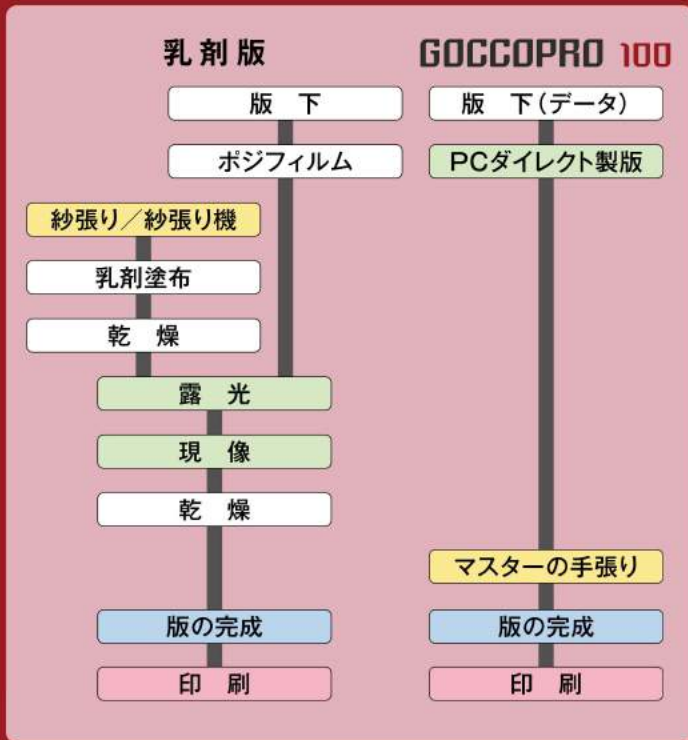 乳剤版
版下
ポジフィルム
紗張り／紗張り機
乳剤塗布
乾燥
露光
現像
乾燥
版の完成
印刷
GOCCOPRO 100
版下(データ)
PCダイレクト製版
マスターの手張り
版の完成
印刷